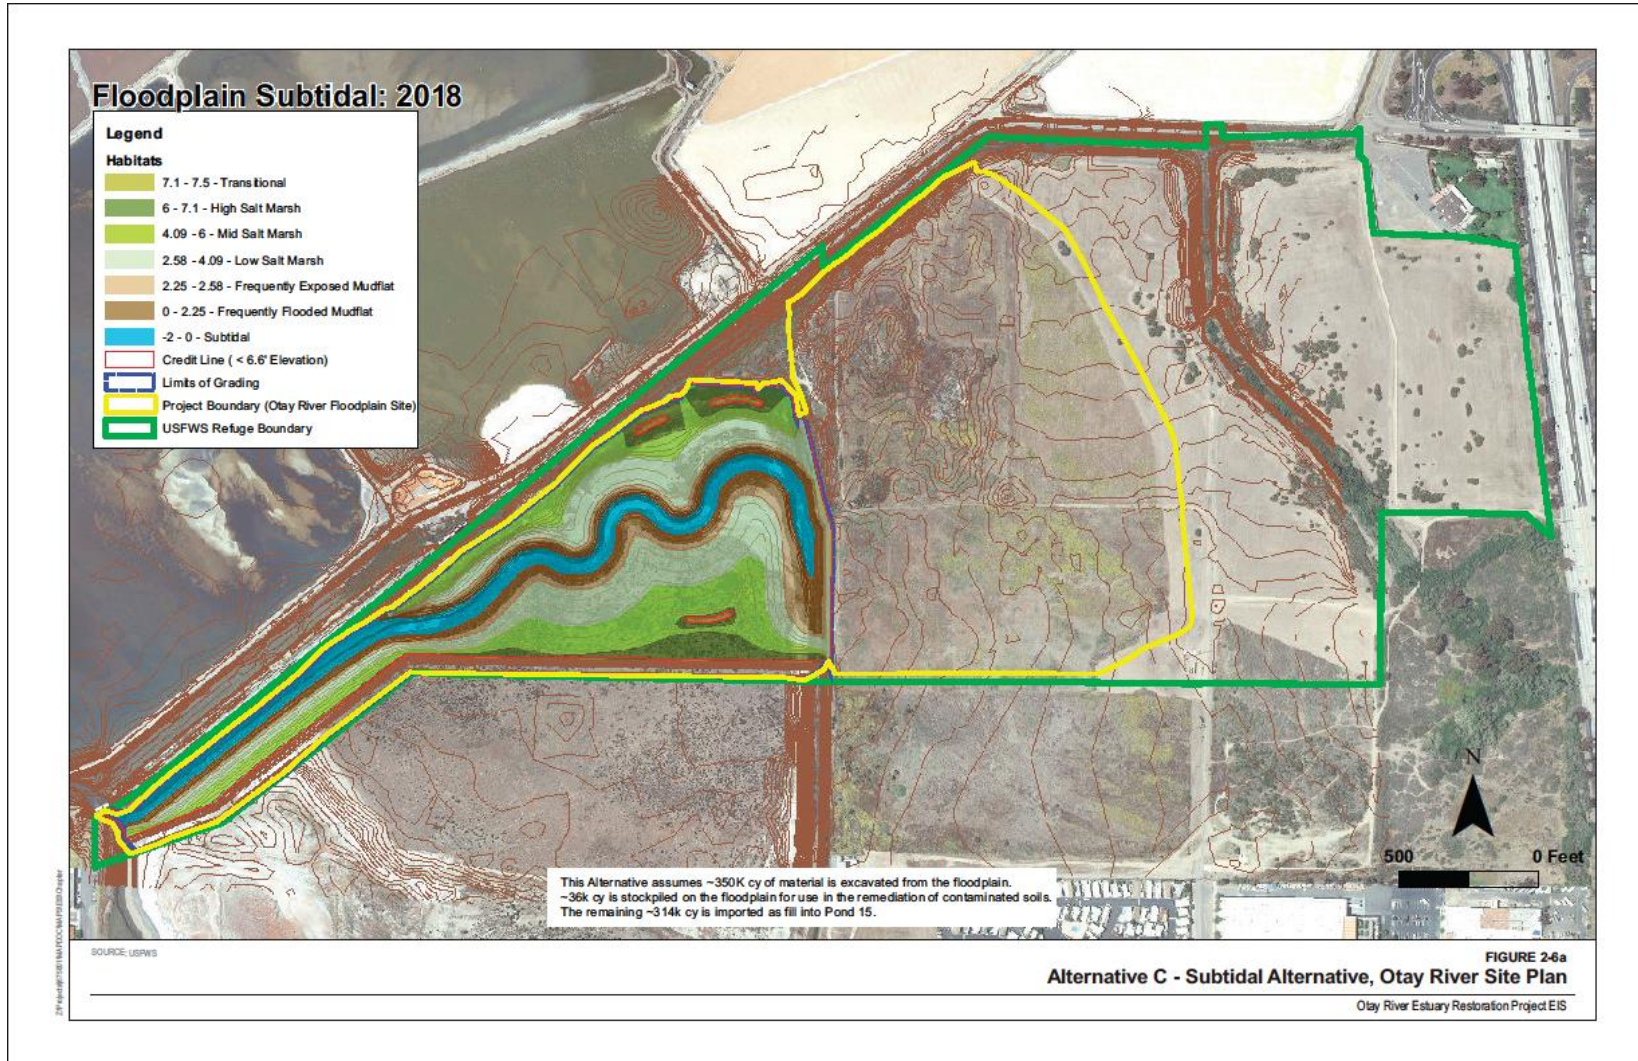 Floodplain Subtidal: 2018
Legend
Habitats
7.1 - 7.5 - Transitional
6 - 7.1 - High Salt Marsh
4.09 - 6 - Mid Salt Marsh
2.58 - 4.09 - Low Salt Marsh
2.25 - 2.58 - Frequently Exposed Mudflat
0 - 2.25 - Frequently Flooded Mudflat
-2 - 0 - Subtidal
Credit Line ( < 6.6' Elevation)
Limits of Grading
Project Boundary (Otay River Floodplain Site)
USFWS Refuge Boundary
N
500 0 Feet
This Alternative assumes ~350K cy of material is excavated from the floodplain.
~36k cy is stockpiled on the floodplain for use in the remediation of contaminated soils.
The remaining ~314k cy is imported as fill into Pond 15.
SOURCE: USFWS
FIGURE 2-6a
Alternative C - Subtidal Alternative, Otay River Site Plan
Otay River Estuary Restoration Project EIS